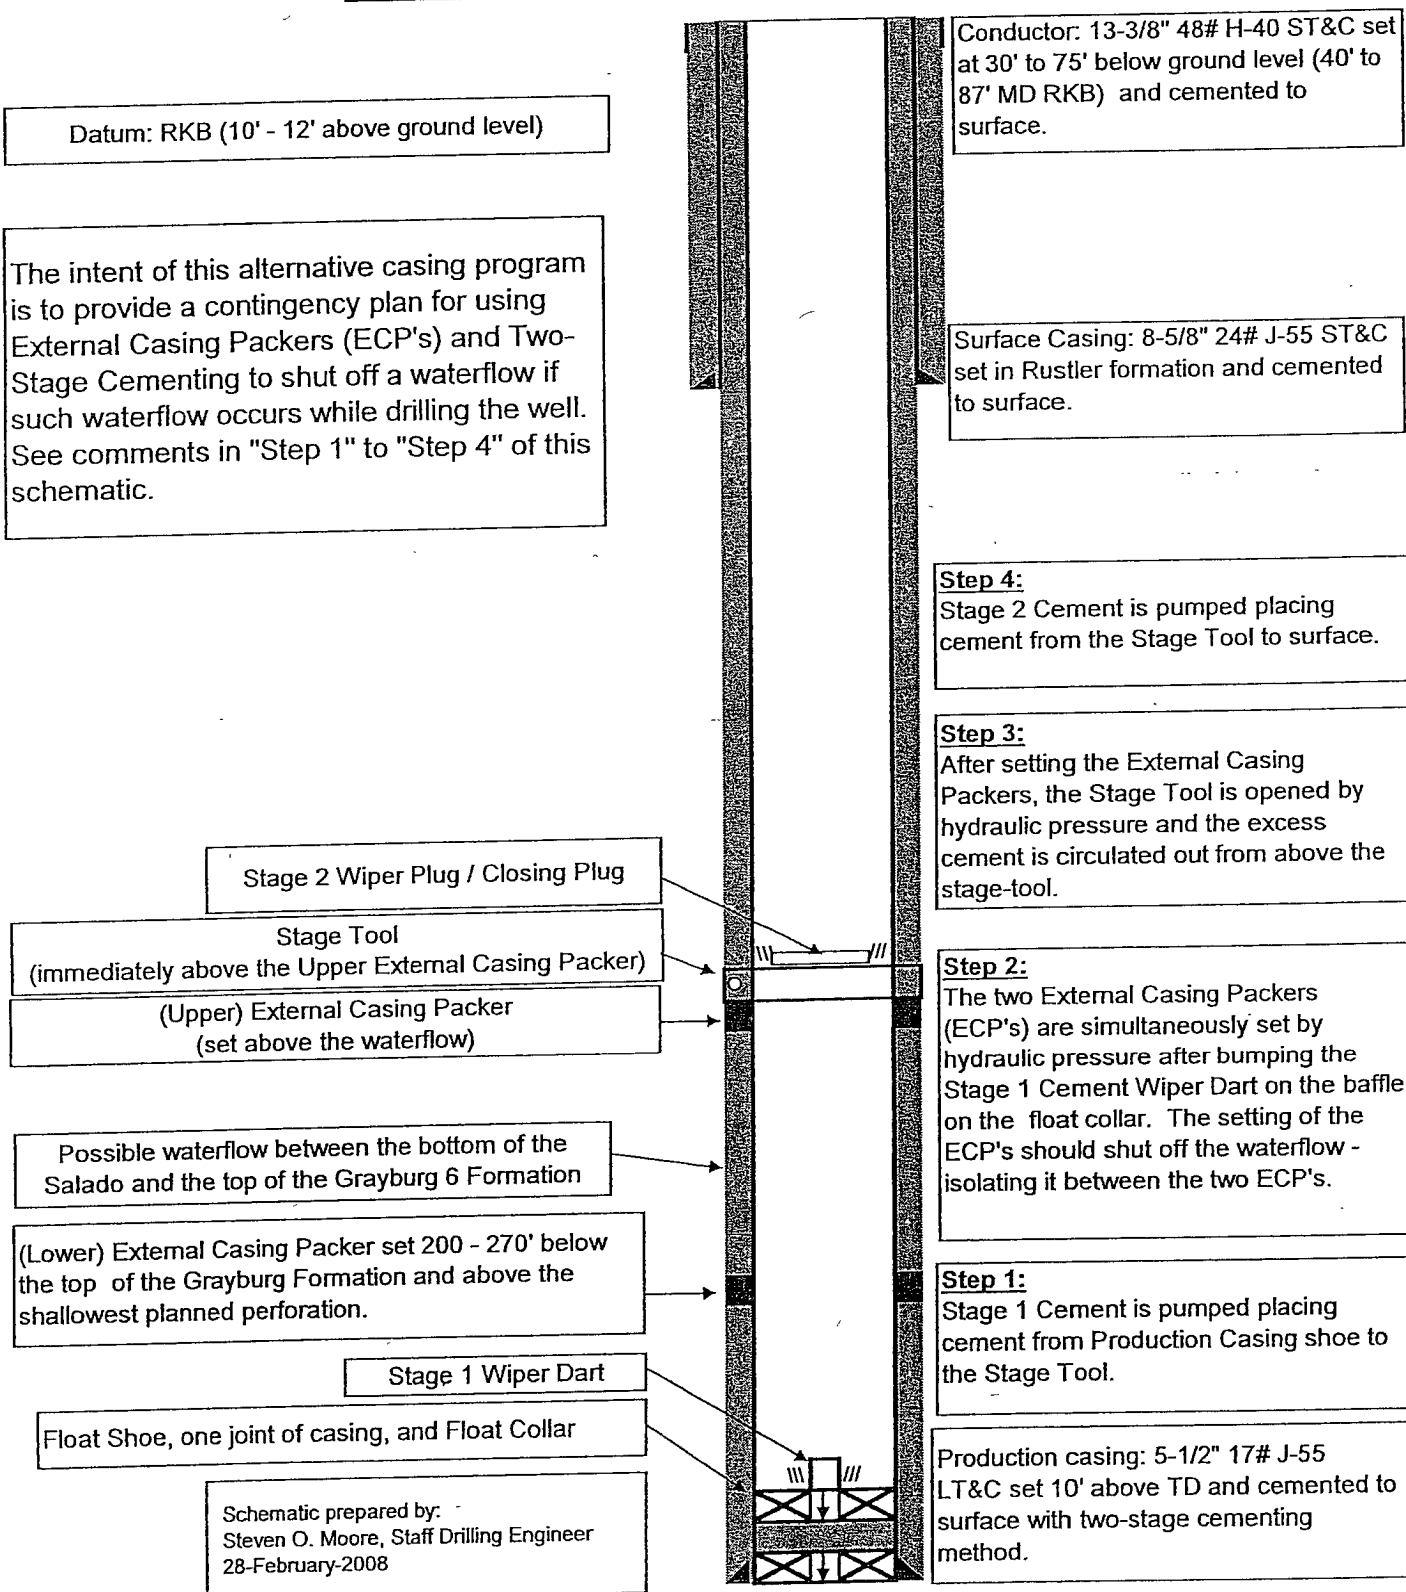 Datum: RKB (10' - 12' above ground level)
The intent of this alternative casing program
is to provide a contingency plan for using
External Casing Packers (ECP's) and Two-
Stage Cementing to shut off a waterflow if
such waterflow occurs while drilling the well.
See comments in "Step 1" to "Step 4" of this
schematic.
Conductor: 13-3/8" 48# H-40 ST&C set
at 30' to 75' below ground level (40' to
87' MD RKB) and cemented to
surface.
Surface Casing: 8-5/8" 24# J-55 ST&C
set in Rustler formation and cemented
to surface.
Step 4:
Stage 2 Cement is pumped placing
cement from the Stage Tool to surface.
Step 3:
After setting the External Casing
Packers, the Stage Tool is opened by
hydraulic pressure and the excess
cement is circulated out from above the
stage-tool.
Stage 2 Wiper Plug / Closing Plug
Stage Tool
(immediately above the Upper External Casing Packer)
(Upper) External Casing Packer
(set above the waterflow)
Step 2:
The two External Casing Packers
(ECP's) are simultaneously set by
hydraulic pressure after bumping the
Stage 1 Cement Wiper Dart on the baffle
on the float collar. The setting of the
ECP's should shut off the waterflow -
isolating it between the two ECP's.
Possible waterflow between the bottom of the
Salado and the top of the Grayburg 6 Formation
(Lower) External Casing Packer set 200 - 270' below
the top of the Grayburg Formation and above the
shallowest planned perforation.
Step 1:
Stage 1 Cement is pumped placing
cement from Production Casing shoe to
the Stage Tool.
Stage 1 Wiper Dart
Float Shoe, one joint of casing, and Float Collar
Production casing: 5-1/2" 17# J-55
LT&C set 10' above TD and cemented to
surface with two-stage cementing
method.
Schematic prepared by:
Steven O. Moore, Staff Drilling Engineer
28-February-2008